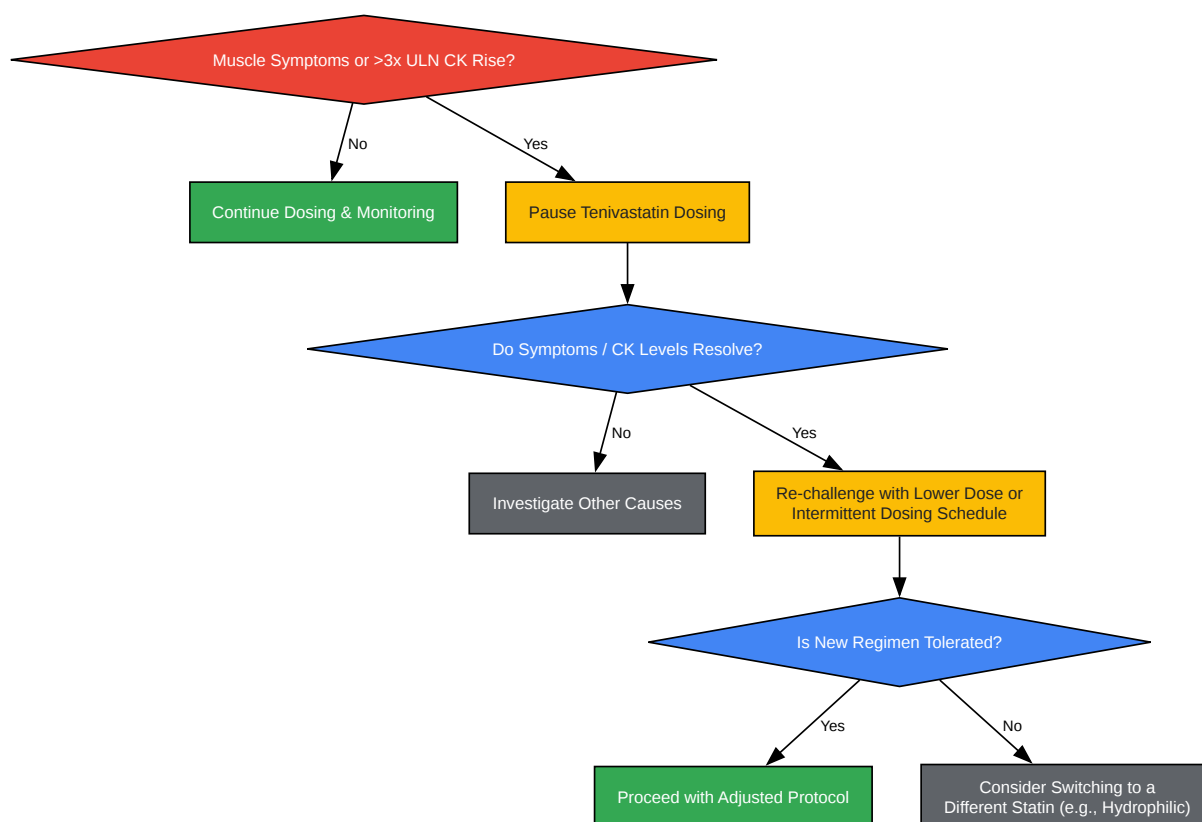 Muscle Symptoms or >3x ULN CK Rise?
No
Yes
Continue Dosing & Monitoring
Pause Tenivastatin Dosing
Do Symptoms / CK Levels Resolve?
No
Yes
Investigate Other Causes
Re-challenge with Lower Dose or
Intermittent Dosing Schedule
Is New Regimen Tolerated?
Yes
No
Proceed with Adjusted Protocol
Consider Switching to a
Different Statin (e.g., Hydrophilic)